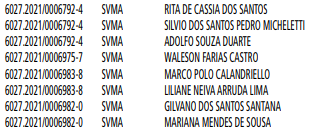 6027.2021/0006792-4 SVMA RITA DE CASSIA DOS SANTOS
6027.2021/0006792-4 SVMA SILVIO DOS SANTOS PEDRO MICHELETTI
6027.2021/0006792-4 SVMA ADOLFO SOUZA DUARTE
6027.2021/0006975-7 SVMA WALESON FARIAS CASTRO
6027.2021/0006983-8 SVMA MARCO POLO CALANDRIELLO
6027.2021/0006983-8 SVMA LILIANE NEIVA ARRUDA LIMA
6027.2021/0006982-0 SVMA GILVANO DOS SANTOS SANTANA
6027.2021/0006982-0 SVMA MARIANA MENDES DE SOUSA